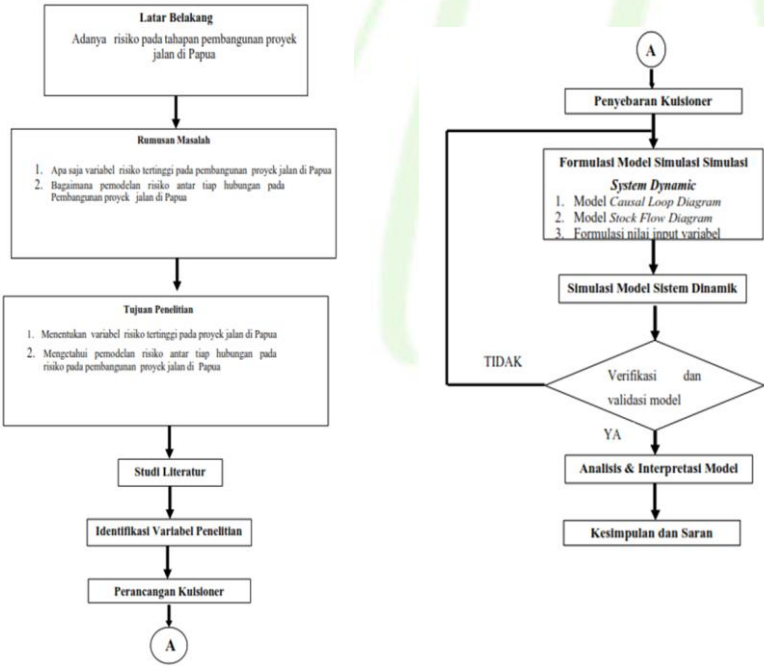 Latar Belakang
Adanya risiko pada tahapan pembangunan proyek
jalan di Papua
Rumusan Masalah
1. Apa saja variabel risiko tertinggi pada pembangunan proyek jalan di Papua
2. Bagaimana pemodelan risiko antar tiap hubungan pada
Pembangunan proyek jalan di Papua
Tujuan Penelitian
1. Menentukan variabel risiko tertinggi pada proyek jalan di Papua
2. Mengetahui pemodelan risiko antar tiap hubungan pada
risiko pada pembangunan proyek jalan di Papua
Studi Literatur
Identifikasi Variabel Penelitian
Perancangan Kuisioner
A
A
Penyebaran Kuisioner
Formulasi Model Simulasi Simulasi
System Dynamic
1. Model Causal Loop Diagram
2. Model Stock Flow Diagram
3. Formulasi nilai input variabel
Simulasi Model Sistem Dinamik
TIDAK
Verifikasi dan
validasi model
YA
Analisis & Interpretasi Model
Kesimpulan dan Saran